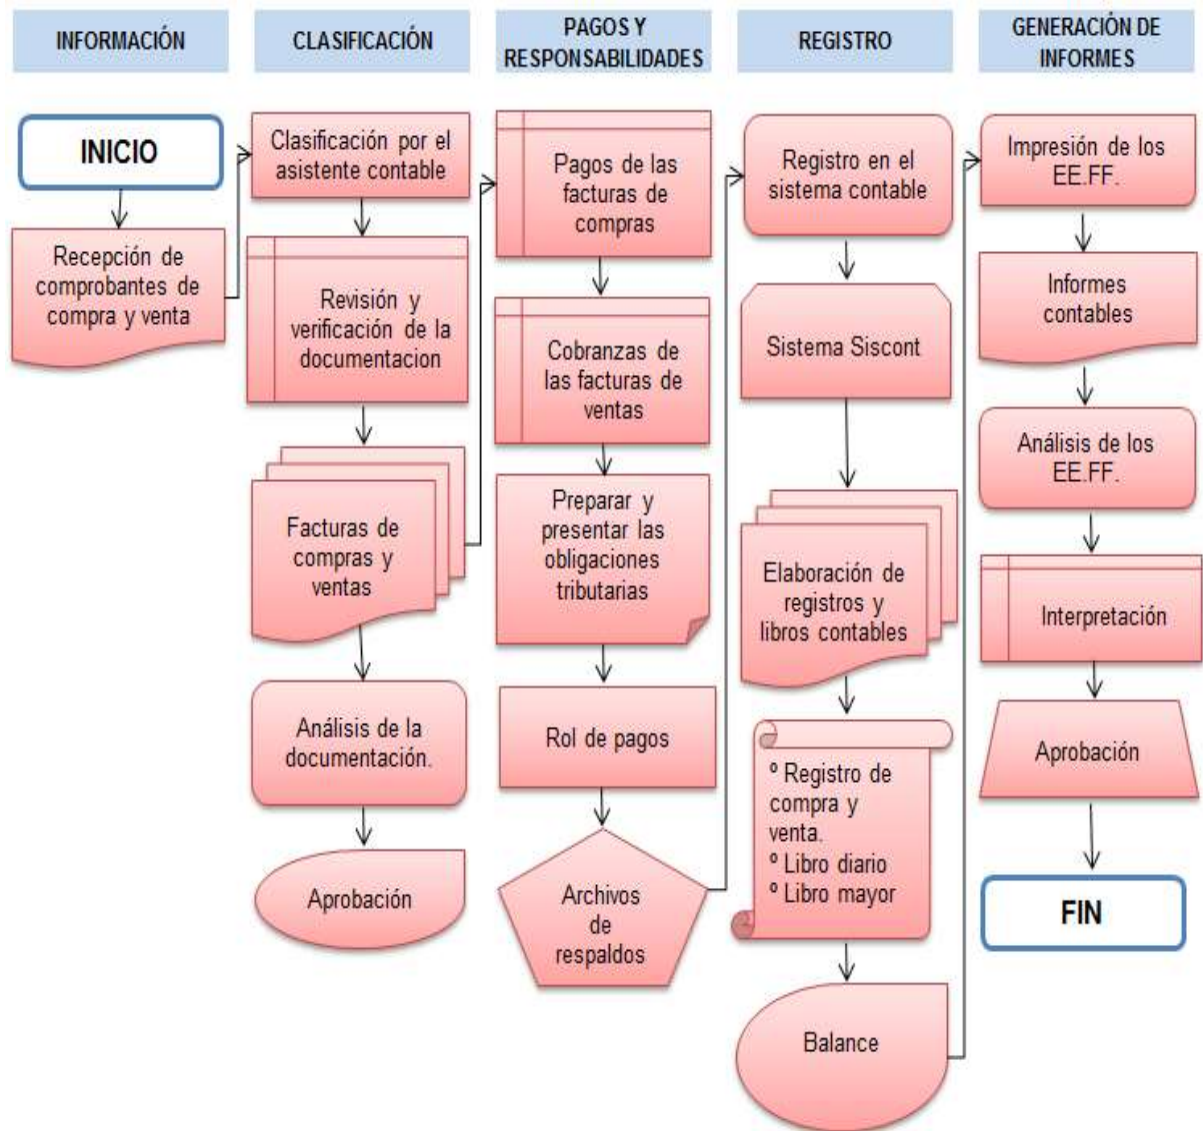 INFORMACIÓN
CLASIFICACIÓN
PAGOS Y
RESPONSABILIDADES
REGISTRO
GENERACIÓN DE
INFORMES
INICIO
Recepción de
comprobantes de
compra y venta
Clasificación por el
asistente contable
Revisión y
verificación de la
documentacion
Facturas de
compras y
ventas
Análisis de la
documentación.
Aprobación
Pagos de las
facturas de
compras
Cobranzas de
las facturas de
ventas
Preparar y
presentar las
obligaciones
tributarias
Rol de pagos
Archivos
de
respaldos
Registro en el
sistema contable
Sistema Siscont
Elaboración de
registros y
libros contables
º Registro de
compra y
venta.
º Libro diario
º Libro mayor
Balance
Impresión de los
EE.FF.
Informes
contables
Análisis de los
EE.FF.
Interpretación
Aprobación
FIN